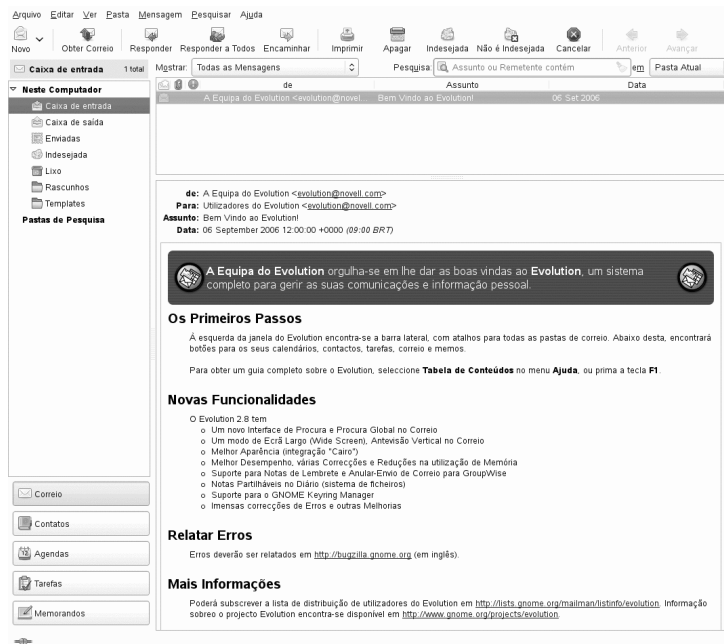 Arquivo Editar Ver Pasta Mensagem Pesquisar Ajuda
Novo Obter Correio Responder Responder a Todos Encaminhar Imprimir Apagar Indesejada Não é Indesejada Cancelar Anterior Avançar
Caixa de entrada 1 total
Mostrar: Todas as Mensagens Pesquisa: Assunto ou Remetente contém em Pasta Atual
Neste Computador
Caixa de entrada
Caixa de saída
Enviadas
Indesejada
Lixo
Rascunhos
Templates
Pastas de Pesquisa
de Assunto Data
A Equipa do Evolution <evolution@novel... Bem Vindo ao Evolution! 06 Set 2006
de: A Equipa do Evolution <evolution@novell.com>
Para: Utilizadores do Evolution <evolution@novell.com>
Assunto: Bem Vindo ao Evolution!
Data: 06 September 2006 12:00:00 +0000 (09:00 BRT)
A Equipa do Evolution orgulha-se em lhe dar as boas vindas ao Evolution, um sistema
completo para gerir as suas comunicações e informação pessoal.
Os Primeiros Passos
Á esquerda da janela do Evolution encontra-se a barra lateral, com atalhos para todas as pastas de correio. Abaixo desta, encontrará
botões para os seus calendários, contactos, tarefas, correio e memos.
Para obter um guia completo sobre o Evolution, seleccione Tabela de Conteúdos no menu Ajuda, ou prima a tecla F1.
Novas Funcionalidades
O Evolution 2.8 tem
o Um novo Interface de Procura e Procura Global no Correio
o Um modo de Ecrã Largo (Wide Screen), Antevisão Vertical no Correio
o Melhor Aparência (integração "Cairo")
o Melhor Desempenho, várias Correcções e Reduções na utilização de Memória
o Suporte para Notas de Lembrete e Anular-Envio de Correio para GroupWise
o Notas Partilháveis no Diário (sistema de ficheiros)
o Suporte para o GNOME Keyring Manager
o Imensas correcções de Erros e outras Melhorias
Relatar Erros
Erros deverão ser relatados em http://bugzilla.gnome.org (em inglês).
Mais Informações
Poderá subscrever a lista de distribuição de utilizadores do Evolution em http://lists.gnome.org/mailman/listinfo/evolution. Informação
sobre o projecto Evolution encontra-se disponível em http://www.gnome.org/projects/evolution.
Correio
Contatos
12 Agendas
Tarefas
Memorandos